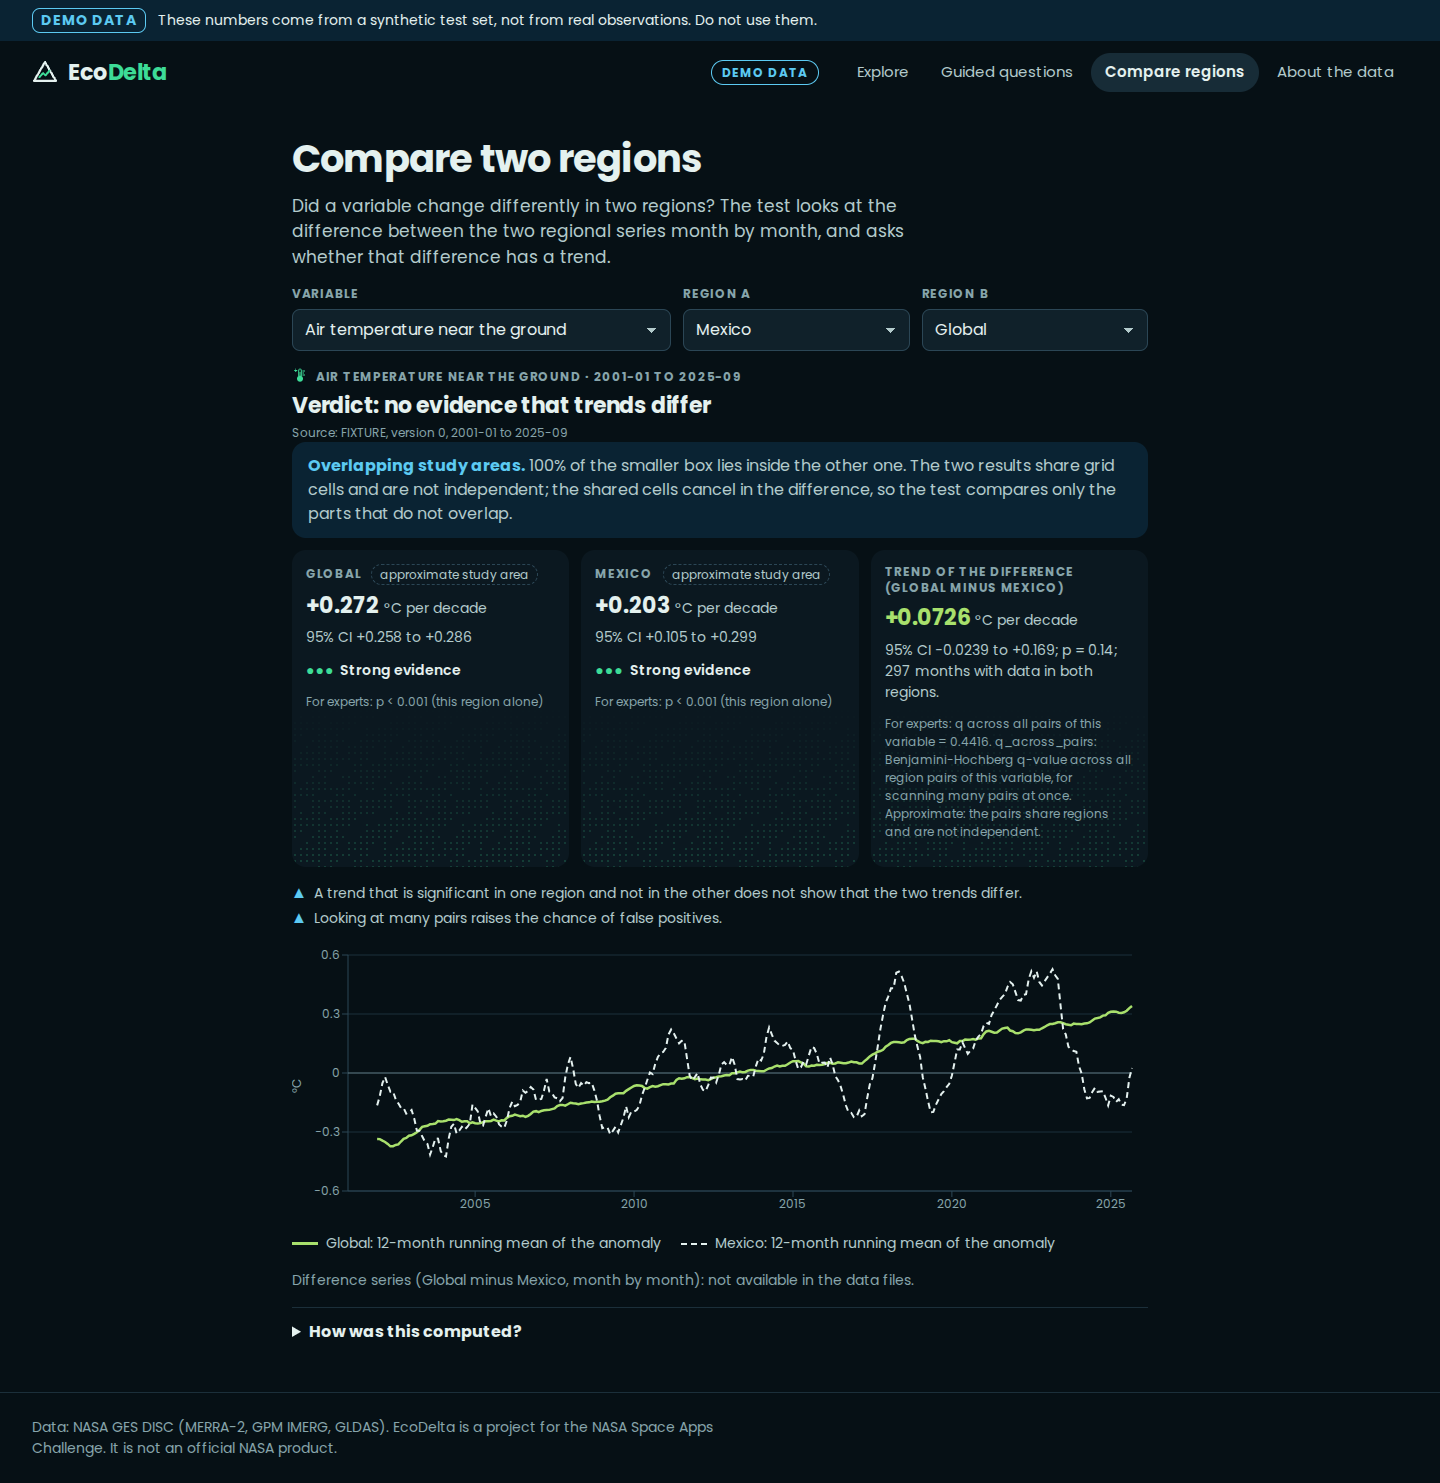 DEMO DATA These numbers come from a synthetic test set, not from real observations. Do not use them.
EcoDelta
DEMO DATA Explore Guided questions Compare regions About the data
Compare two regions
Did a variable change differently in two regions? The test looks at the
difference between the two regional series month by month, and asks
whether that difference has a trend.
VARIABLE REGION A REGION B
Air temperature near the ground Mexico Global
AIR TEMPERATURE NEAR THE GROUND · 2001-01 TO 2025-09
Verdict: no evidence that trends differ
Source: FIXTURE, version 0, 2001-01 to 2025-09
Overlapping study areas. 100% of the smaller box lies inside the other one. The two results share grid
cells and are not independent; the shared cells cancel in the difference, so the test compares only the
parts that do not overlap.
GLOBAL approximate study area
+0.272 °C per decade
95% CI +0.258 to +0.286
●●● Strong evidence
For experts: p < 0.001 (this region alone)
MEXICO approximate study area
+0.203 °C per decade
95% CI +0.105 to +0.299
●●● Strong evidence
For experts: p < 0.001 (this region alone)
TREND OF THE DIFFERENCE
(GLOBAL MINUS MEXICO)
+0.0726 °C per decade
95% CI -0.0239 to +0.169; p = 0.14;
297 months with data in both
regions.
For experts: q across all pairs of this
variable = 0.4416. q_across_pairs:
Benjamini-Hochberg q-value across all
region pairs of this variable, for
scanning many pairs at once.
Approximate: the pairs share regions
and are not independent.
▲ A trend that is significant in one region and not in the other does not show that the two trends differ.
▲ Looking at many pairs raises the chance of false positives.
0.6
0.3
0
−0.3
−0.6
°C
2005 2010 2015 2020 2025
Global: 12-month running mean of the anomaly Mexico: 12-month running mean of the anomaly
Difference series (Global minus Mexico, month by month): not available in the data files.
▶ How was this computed?
Data: NASA GES DISC (MERRA-2, GPM IMERG, GLDAS). EcoDelta is a project for the NASA Space Apps
Challenge. It is not an official NASA product.